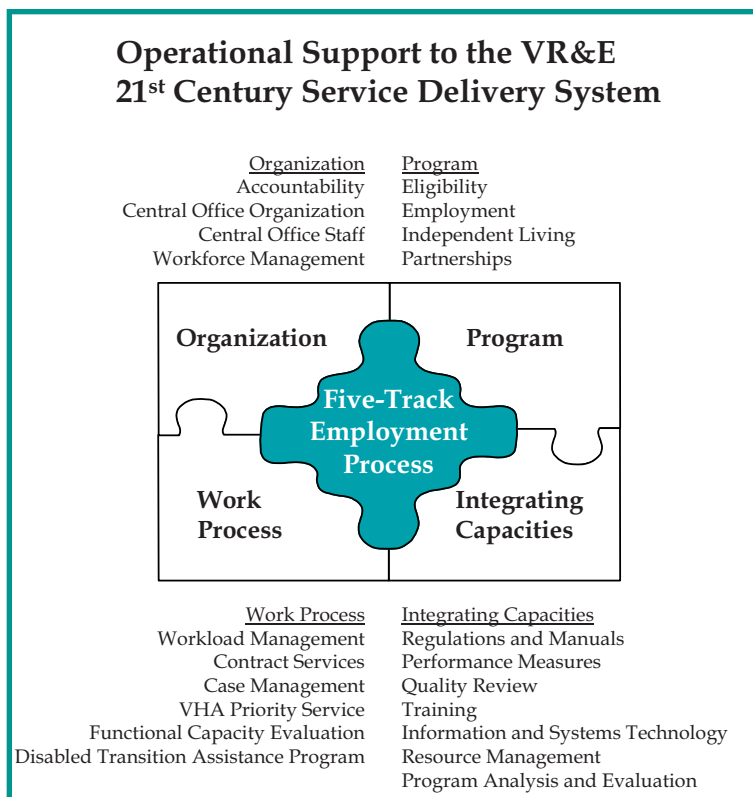 Operational Support to the VR&E
21st Century Service Delivery System
Organization
Accountability
Central Office Organization
Central Office Staff
Workforce Management
Program
Eligibility
Employment
Independent Living
Partnerships
Organization
Program
Five-Track
Employment
Process
Work
Process
Integrating
Capacities
Work Process
Workload Management
Contract Services
Case Management
VHA Priority Service
Functional Capacity Evaluation
Disabled Transition Assistance Program
Integrating Capacities
Regulations and Manuals
Performance Measures
Quality Review
Training
Information and Systems Technology
Resource Management
Program Analysis and Evaluation